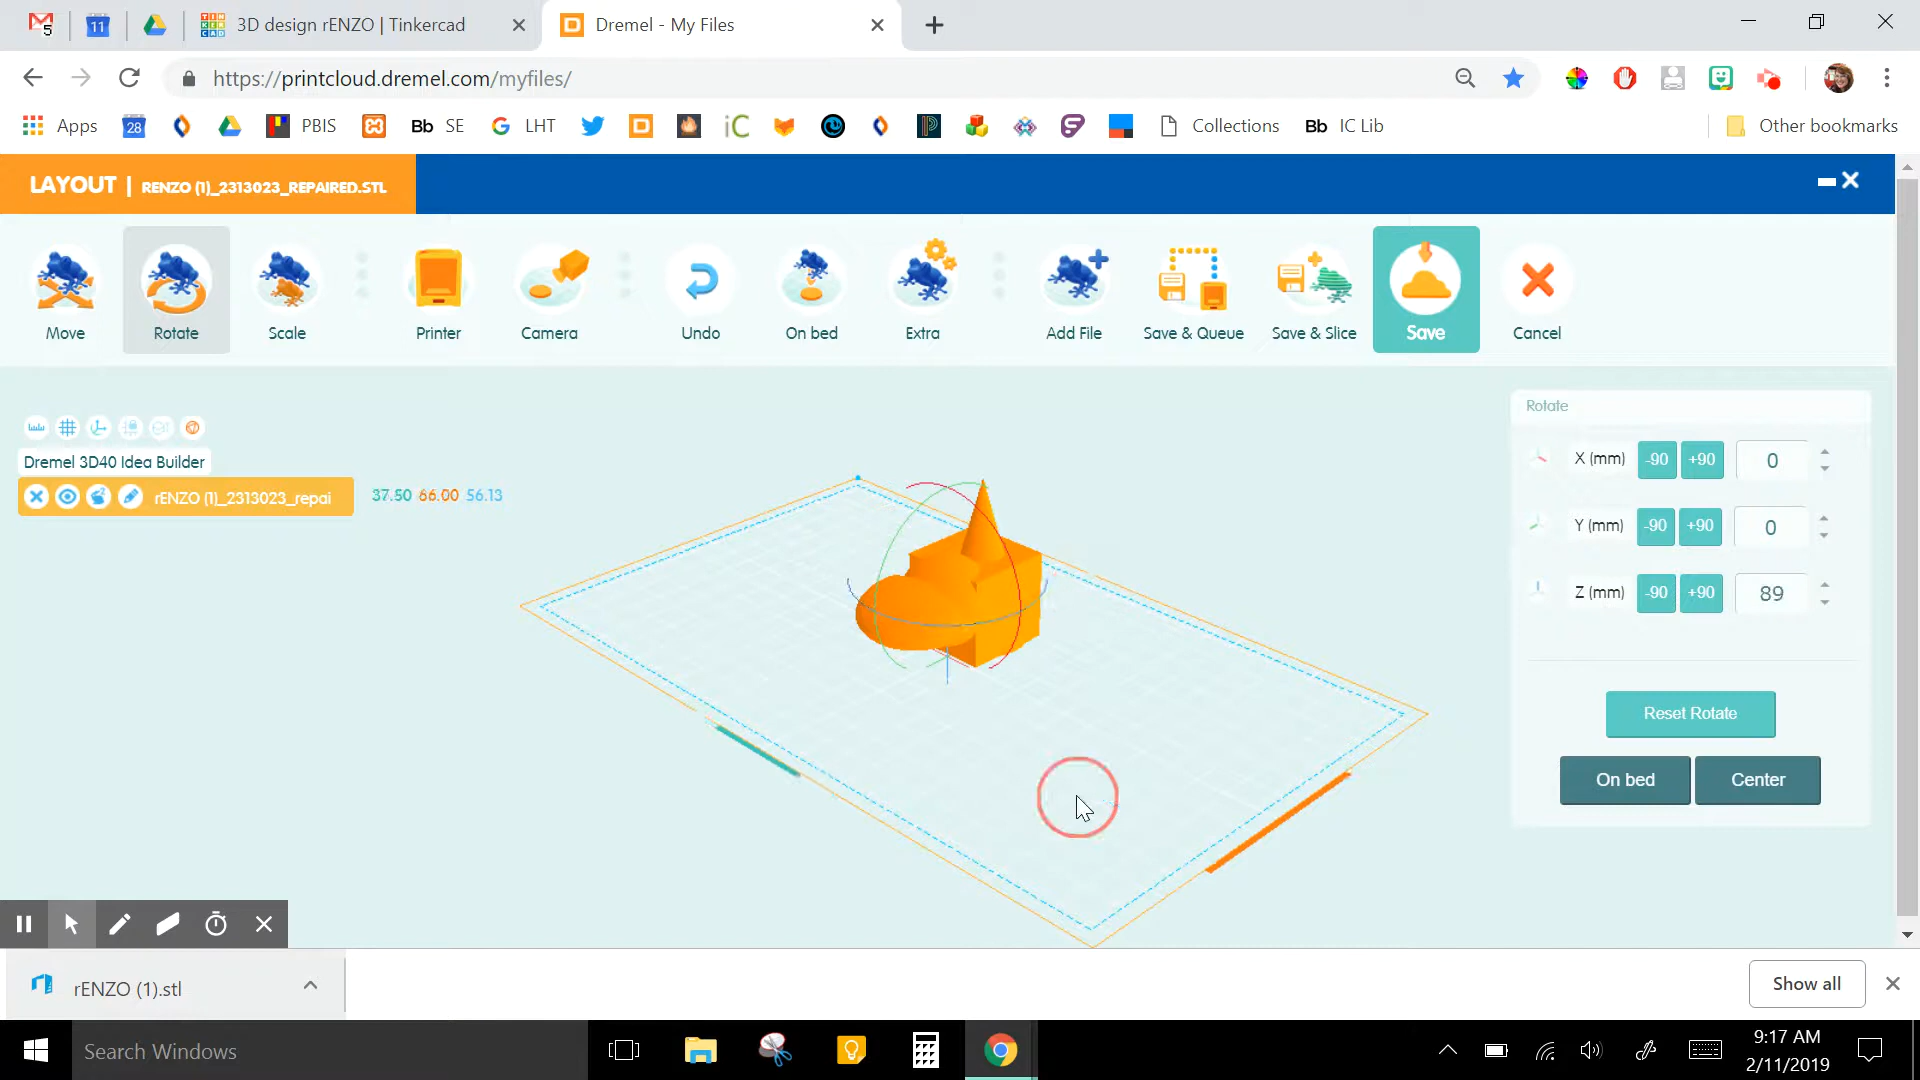 5
11
3D design rENZO | Tinkercad
Dremel - My Files
https://printcloud.dremel.com/myfiles/
Apps
28
PBIS
Bb SE
LHT
iC
Collections
Bb IC Lib
Other bookmarks
LAYOUT | RENZO (1)_2313023_REPAIRED.STL
Move
Rotate
Scale
Printer
Camera
Undo
On bed
Extra
Add File
Save & Queue
Save & Slice
Save
Cancel
Dremel 3D40 Idea Builder
rENZO (1)_2313023_repai
37.50 66.00 56.13
Rotate
X (mm) -90 +90 0
Y (mm) -90 +90 0
Z (mm) -90 +90 89
Reset Rotate
On bed
Center
rENZO (1).stl
Show all
Search Windows
9:17 AM
2/11/2019